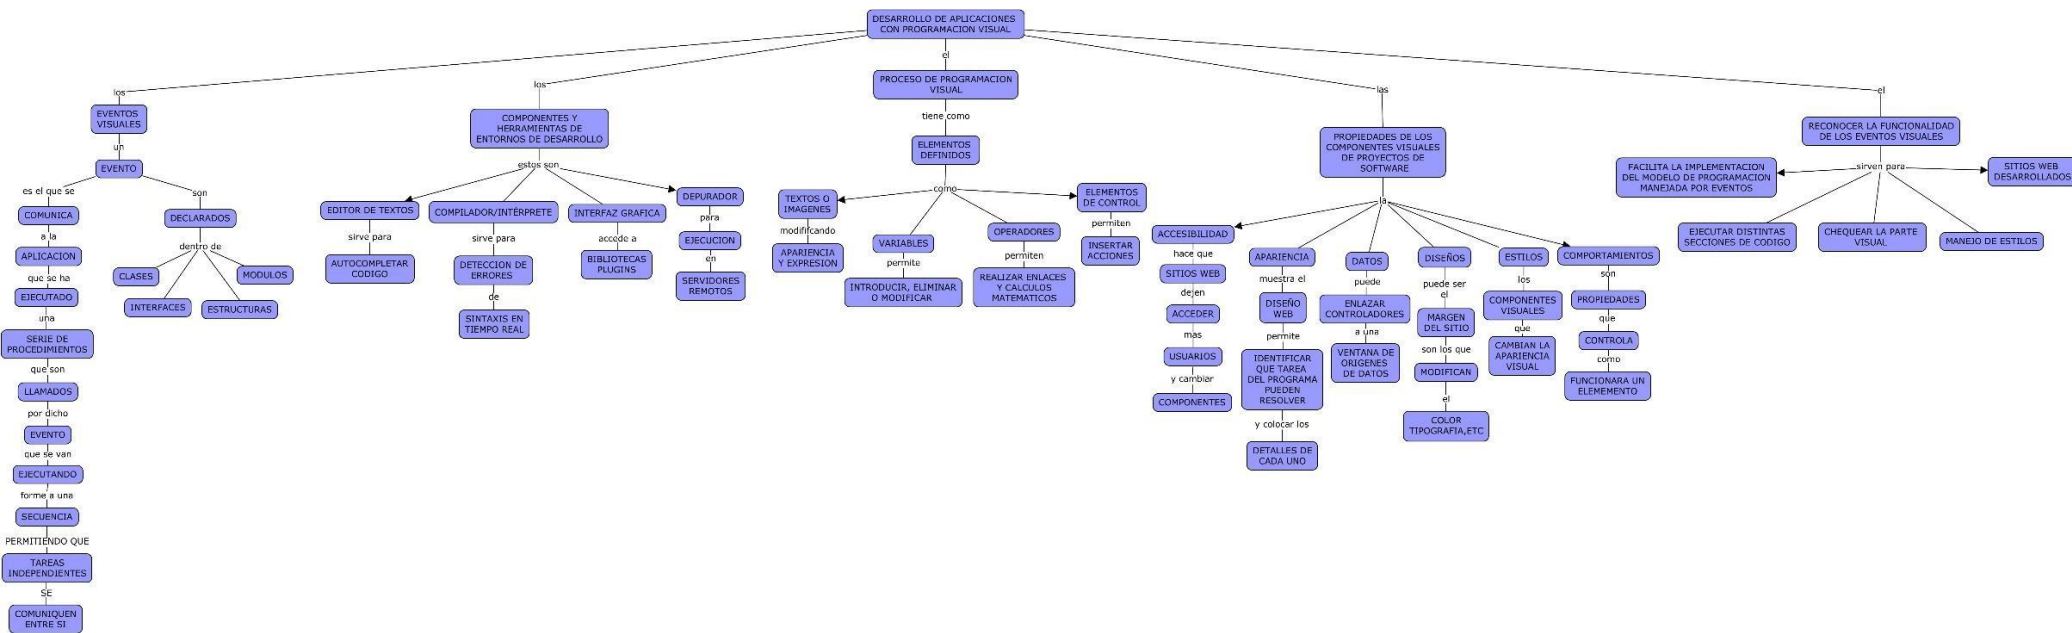 DESARROLLO DE APLICACIONES
CON PROGRAMACION VISUAL
los
EVENTOS
VISUALES
un
EVENTO
es el que se
COMUNICA
a la
APLICACION
que se ha
EJECUTADO
una
SERIE DE
PROCEDIMIENTOS
que son
LLAMADOS
por dicho
EVENTO
que se van
EJECUTANDO
forme a una
SECUENCIA
PERMITIENDO QUE
TAREAS
INDEPENDIENTES
SE
COMUNIQUEN
ENTRE SI
son
DECLARADOS
dentro de
CLASES
INTERFACES
ESTRUCTURAS
MODULOS
los
COMPONENTES Y
HERRAMIENTAS DE
ENTORNOS DE DESARROLLO
estos son
EDITOR DE TEXTOS
sirve para
AUTOCOMPLETAR
CODIGO
COMPILADOR/INTÉRPRETE
sirve para
DETECCION DE
ERRORES
de
SINTAXIS EN
TIEMPO REAL
INTERFAZ GRAFICA
accede a
BIBLIOTECAS
PLUGINS
DEPURADOR
para
EJECUCION
en
SERVIDORES
REMOTOS
el
PROCESO DE PROGRAMACION
VISUAL
tiene como
ELEMENTOS
DEFINIDOS
como
TEXTOS O
IMAGENES
modififcando
APARIENCIA
Y EXPRESION
VARIABLES
permite
INTRODUCIR, ELIMINAR
O MODIFICAR
OPERADORES
permiten
REALIZAR ENLACES
Y CALCULOS
MATEMATICOS
ELEMENTOS
DE CONTROL
permiten
INSERTAR
ACCIONES
las
PROPIEDADES DE LOS
COMPONENTES VISUALES
DE PROYECTOS DE
SOFTWARE
la
ACCESIBILIDAD
hace que
SITIOS WEB
dejen
ACCEDER
mas
USUARIOS
y cambiar
COMPONENTES
APARIENCIA
muestra el
DISEÑO
WEB
permite
IDENTIFICAR
QUE TAREA
DEL PROGRAMA
PUEDEN
RESOLVER
y colocar los
DETALLES DE
CADA UNO
DATOS
puede
ENLAZAR
CONTROLADORES
a una
VENTANA DE
ORIGENES
DE DATOS
DISEÑOS
puede ser
el
MARGEN
DEL SITIO
son los que
MODIFICAN
el
COLOR
TIPOGRAFIA,ETC
ESTILOS
los
COMPONENTES
VISUALES
que
CAMBIAN LA
APARIENCIA
VISUAL
COMPORTAMIENTOS
son
PROPIEDADES
que
CONTROLA
como
FUNCIONARA UN
ELEMEMENTO
el
RECONOCER LA FUNCIONALIDAD
DE LOS EVENTOS VISUALES
sirven para
FACILITA LA IMPLEMENTACION
DEL MODELO DE PROGRAMACION
MANEJADA POR EVENTOS
EJECUTAR DISTINTAS
SECCIONES DE CODIGO
CHEQUEAR LA PARTE
VISUAL
MANEJO DE ESTILOS
SITIOS WEB
DESARROLLADOS